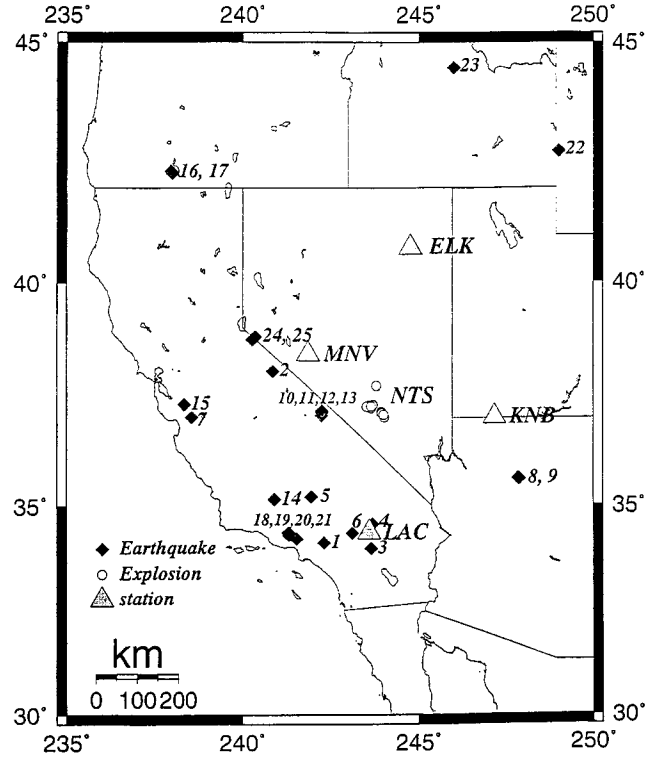 235° 240° 245° 250°
45° 45°
23
22
16, 17
ELK
40° 40°
24, 25
MNV
2
10,11,12,13 NTS
15
7
KNB
8, 9
35° 35°
14 5
18,19,20,21 6 4
LAC
1 3
Earthquake
Explosion
station
km
0 100 200
30° 30°
235° 240° 245° 250°